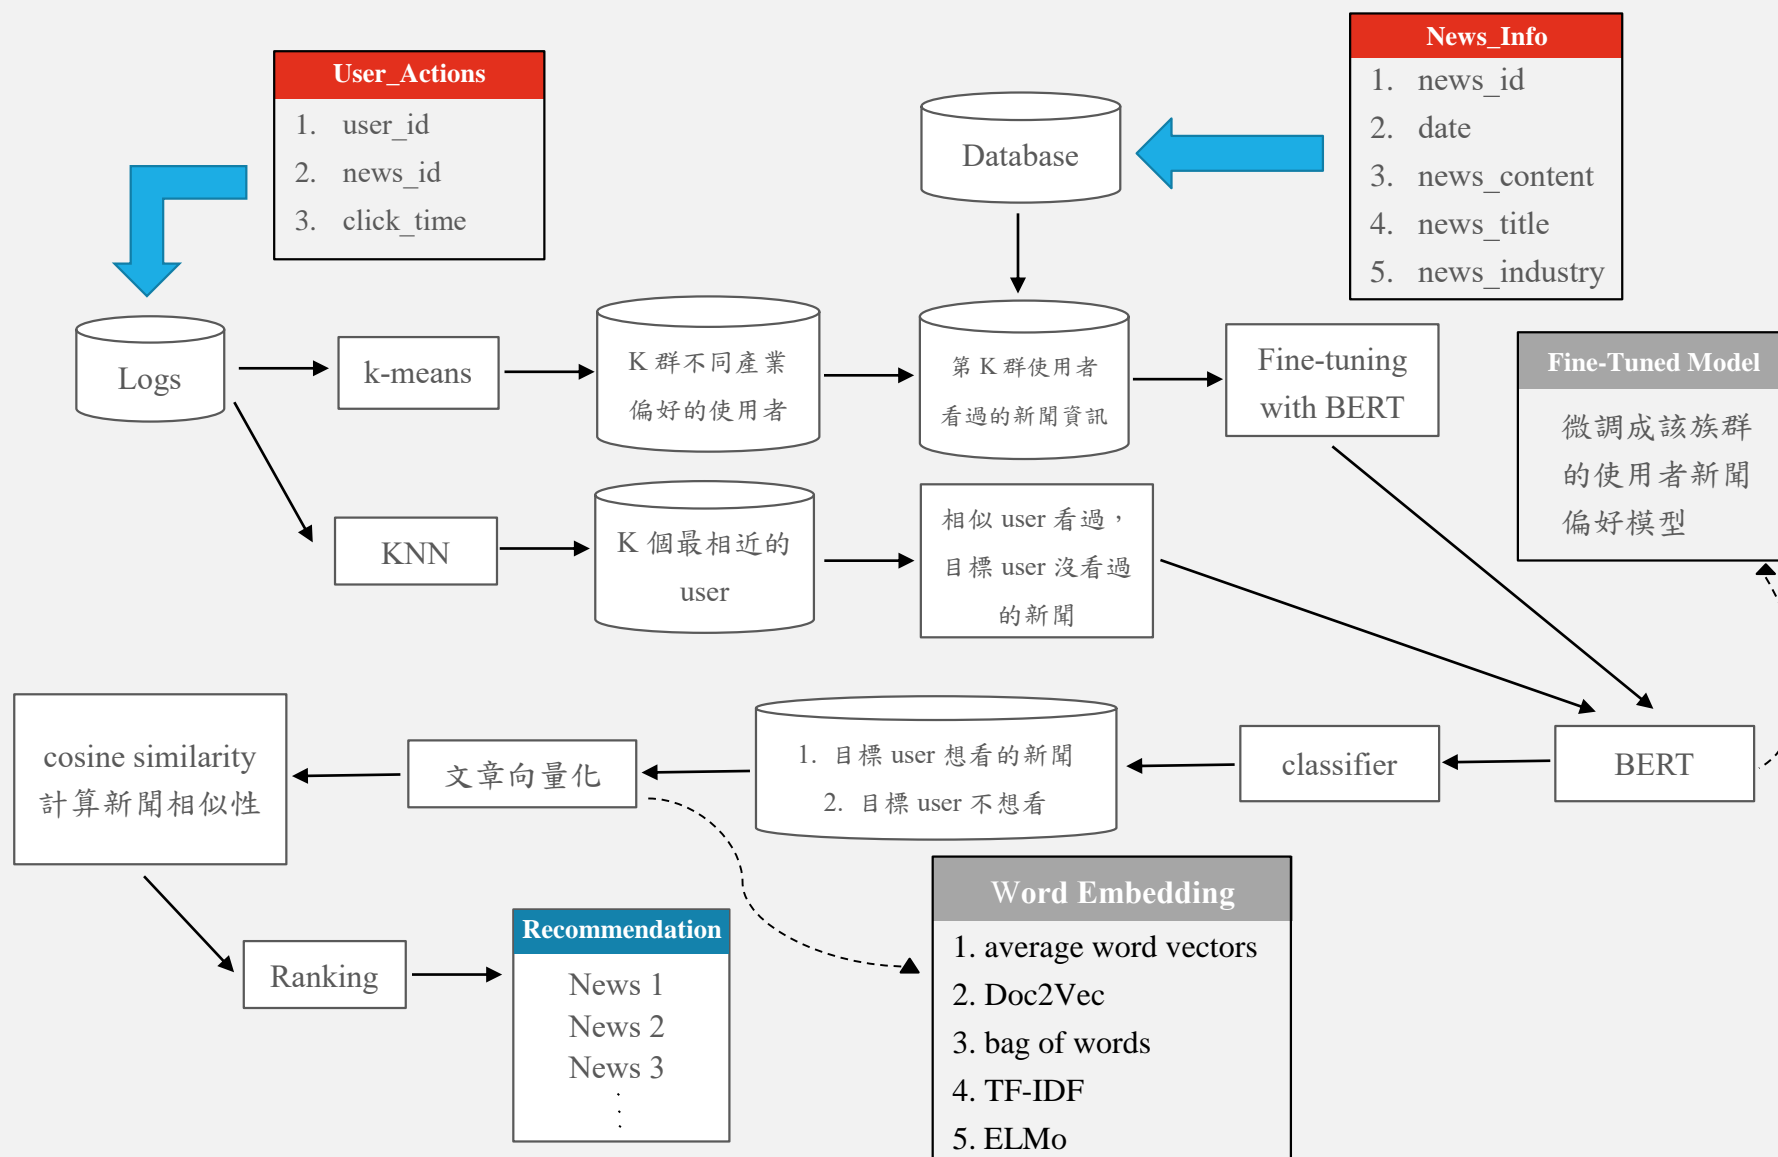 User_Actions
1. user_id
2. news_id
3. click_time
News_Info
1. news_id
2. date
3. news_content
4. news_title
5. news_industry
Database
Logs
k-means
K 群不同產業
偏好的使用者
第 K 群使用者
看過的新聞資訊
Fine-tuning
with BERT
Fine-Tuned Model
微調成該族群
的使用者新聞
偏好模型
KNN
K 個最相近的
user
相似 user 看過，
目標 user 沒看過
的新聞
cosine similarity
計算新聞相似性
文章向量化
1. 目標 user 想看的新聞
2. 目標 user 不想看
classifier
BERT
Ranking
Recommendation
News 1
News 2
News 3
Word Embedding
1. average word vectors
2. Doc2Vec
3. bag of words
4. TF-IDF
5. ELMo